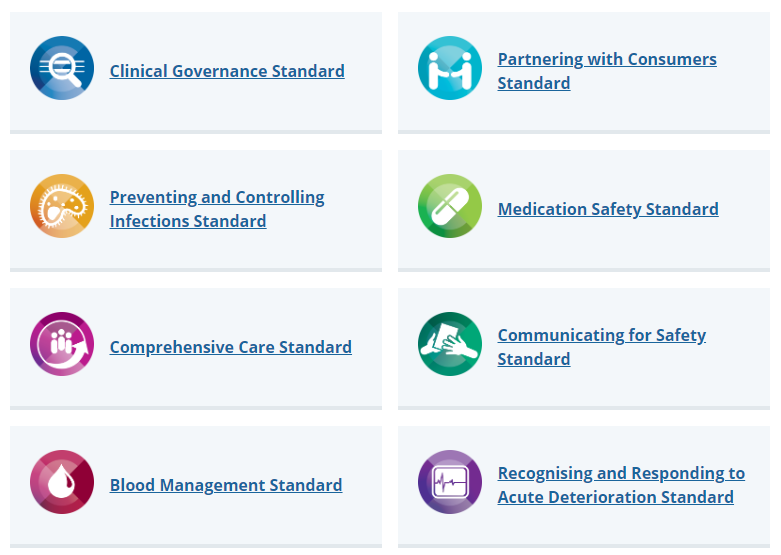 Clinical Governance Standard
Partnering with Consumers
Standard
Preventing and Controlling
Infections Standard
Medication Safety Standard
Comprehensive Care Standard
Communicating for Safety
Standard
Blood Management Standard
Recognising and Responding to
Acute Deterioration Standard